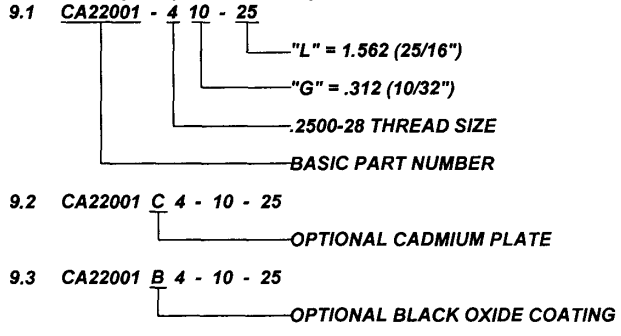 9.1 CA22001 - 4 10 - 25
"L" = 1.562 (25/16")
"G" = .312 (10/32")
.2500-28 THREAD SIZE
BASIC PART NUMBER
9.2 CA22001 C 4 - 10 - 25
OPTIONAL CADMIUM PLATE
9.3 CA22001 B 4 - 10 - 25
OPTIONAL BLACK OXIDE COATING